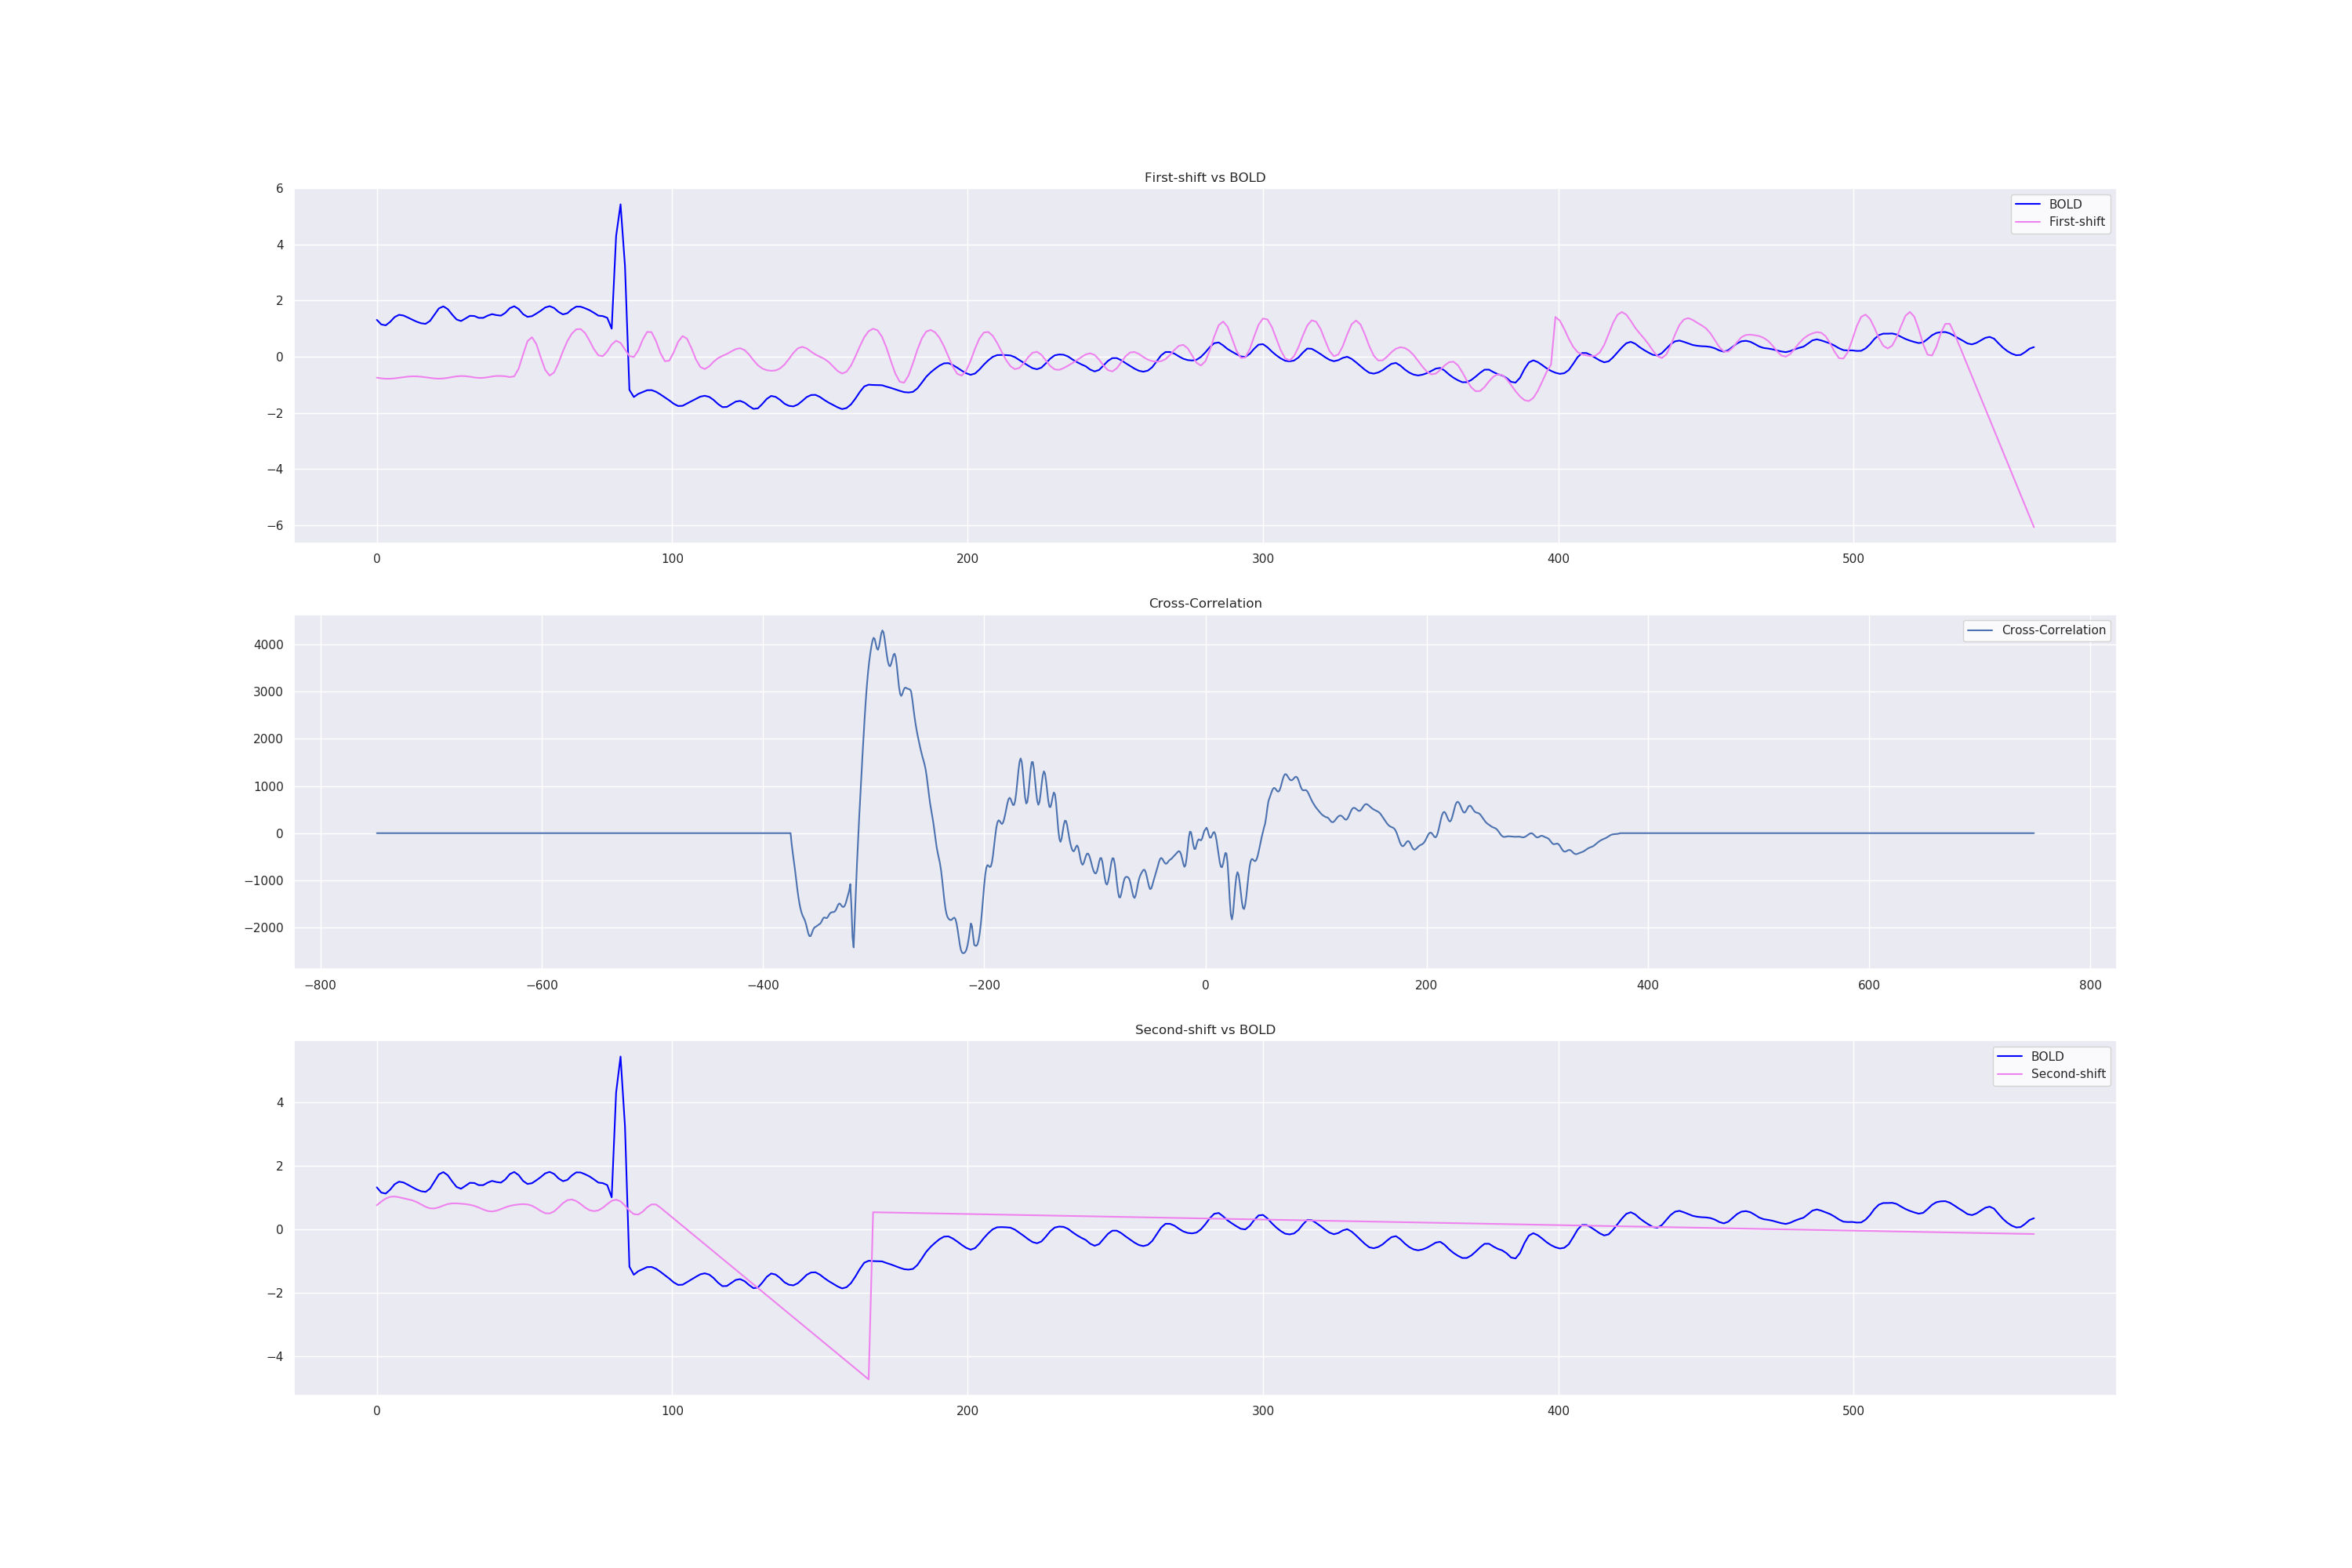 First-shift vs BOLD
6
4
2
0
−2
−4
−6
BOLD
First-shift
0 100 200 300 400 500
Cross-Correlation
4000
3000
2000
1000
0
−1000
−2000
Cross-Correlation
−800 −600 −400 −200 0 200 400 600 800
Second-shift vs BOLD
4
2
0
−2
−4
BOLD
Second-shift
0 100 200 300 400 500